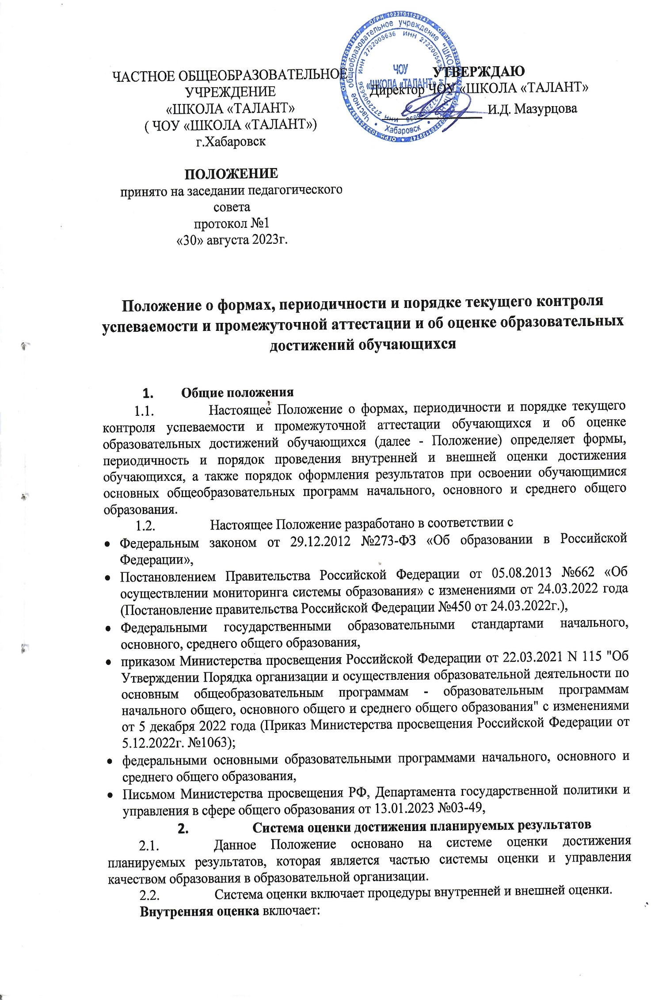 ЧАСТНОЕ ОБЩЕОБРАЗОВАТЕЛЬНОЕ
УЧРЕЖДЕНИЕ
«ШКОЛА «ТАЛАНТ»
( ЧОУ «ШКОЛА «ТАЛАНТ»)
г.Хабаровск
УТВЕРЖДАЮ
Директор ЧОУ «ШКОЛА «ТАЛАНТ»
И.Д. Мазурцова
ОГРН 1022701129747 • ОГРН 1022701129747
Частное общеобразовательное учреждение "ШКОЛА "ТАЛАНТ"
• Хабаровск •
ИНН 2722005636 ИНН 2722005636 ИНН 2722005636 ИНН 2722005636
ЧОУ
«ШКОЛА «ТАЛАНТ»
ПОЛОЖЕНИЕ
принято на заседании педагогического
совета
протокол №1
«30» августа 2023г.
Положение о формах, периодичности и порядке текущего контроля
успеваемости и промежуточной аттестации и об оценке образовательных
достижений обучающихся
1. Общие положения
1.1. Настоящее Положение о формах, периодичности и порядке текущего
контроля успеваемости и промежуточной аттестации обучающихся и об оценке
образовательных достижений обучающихся (далее - Положение) определяет формы,
периодичность и порядок проведения внутренней и внешней оценки достижения
обучающихся, а также порядок оформления результатов при освоении обучающимися
основных общеобразовательных программ начального, основного и среднего общего
образования.
1.2. Настоящее Положение разработано в соответствии с
• Федеральным законом от 29.12.2012 №273-ФЗ «Об образовании в Российской
Федерации»,
• Постановлением Правительства Российской Федерации от 05.08.2013 №662 «Об
осуществлении мониторинга системы образования» с изменениями от 24.03.2022 года
(Постановление правительства Российской Федерации №450 от 24.03.2022г.),
• Федеральными государственными образовательными стандартами начального,
основного, среднего общего образования,
• приказом Министерства просвещения Российской Федерации от 22.03.2021 N 115 "Об
Утверждении Порядка организации и осуществления образовательной деятельности по
основным общеобразовательным программам - образовательным программам
начального общего, основного общего и среднего общего образования" с изменениями
от 5 декабря 2022 года (Приказ Министерства просвещения Российской Федерации от
5.12.2022г. №1063);
• федеральными основными образовательными программами начального, основного и
среднего общего образования,
• Письмом Министерства просвещения РФ, Департамента государственной политики и
управления в сфере общего образования от 13.01.2023 №03-49,
2. Система оценки достижения планируемых результатов
2.1. Данное Положение основано на системе оценки достижения
планируемых результатов, которая является частью системы оценки и управления
качеством образования в образовательной организации.
2.2. Система оценки включает процедуры внутренней и внешней оценки.
Внутренняя оценка включает: